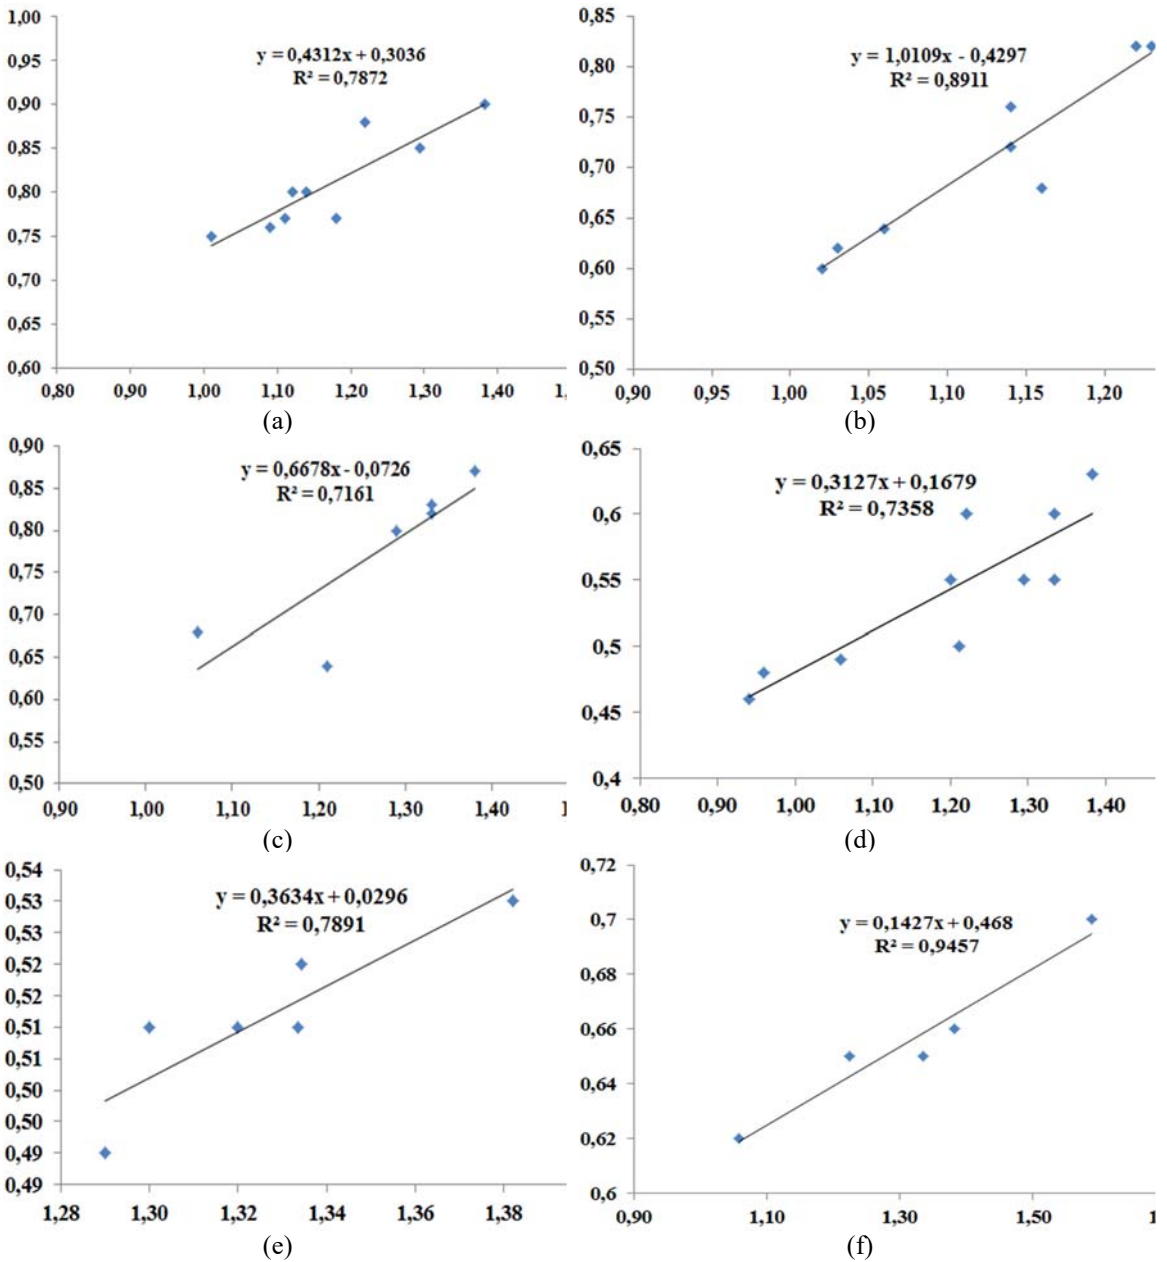 1,00
0,95
0,90
0,85
0,80
0,75
0,70
0,65
0,60
y = 0,4312x + 0,3036
R² = 0,7872
0,80 0,90 1,00 1,10 1,20 1,30 1,40
(a)
0,85
0,80
0,75
0,70
0,65
0,60
0,55
0,50
y = 1,0109x - 0,4297
R² = 0,8911
0,90 0,95 1,00 1,05 1,10 1,15 1,20
(b)
0,90
0,85
0,80
0,75
0,70
0,65
0,60
0,55
0,50
y = 0,6678x - 0,0726
R² = 0,7161
0,90 1,00 1,10 1,20 1,30 1,40
(c)
0,65
0,6
0,55
0,5
0,45
0,4
y = 0,3127x + 0,1679
R² = 0,7358
0,80 0,90 1,00 1,10 1,20 1,30 1,40
(d)
0,54
0,53
0,53
0,52
0,52
0,51
0,51
0,50
0,50
0,49
0,49
y = 0,3634x + 0,0296
R² = 0,7891
1,28 1,30 1,32 1,34 1,36 1,38
(e)
0,72
0,7
0,68
0,66
0,64
0,62
0,6
y = 0,1427x + 0,468
R² = 0,9457
0,90 1,10 1,30 1,50
(f)